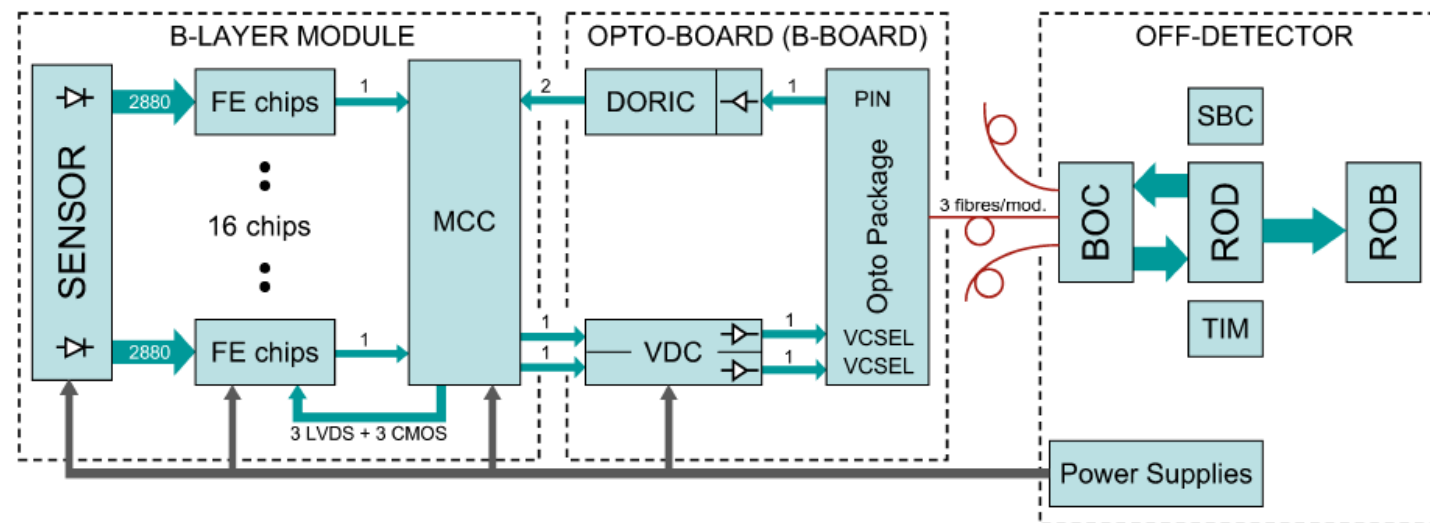 B-LAYER MODULE
OPTO-BOARD (B-BOARD)
OFF-DETECTOR
SENSOR
2880
FE chips
1
MCC
2
DORIC
1
PIN
Opto Package
SBC
16 chips
3 fibres/mod.
BOC
ROD
ROB
2880
FE chips
1
1
1
VDC
1
1
VCSEL
VCSEL
TIM
3 LVDS + 3 CMOS
Power Supplies